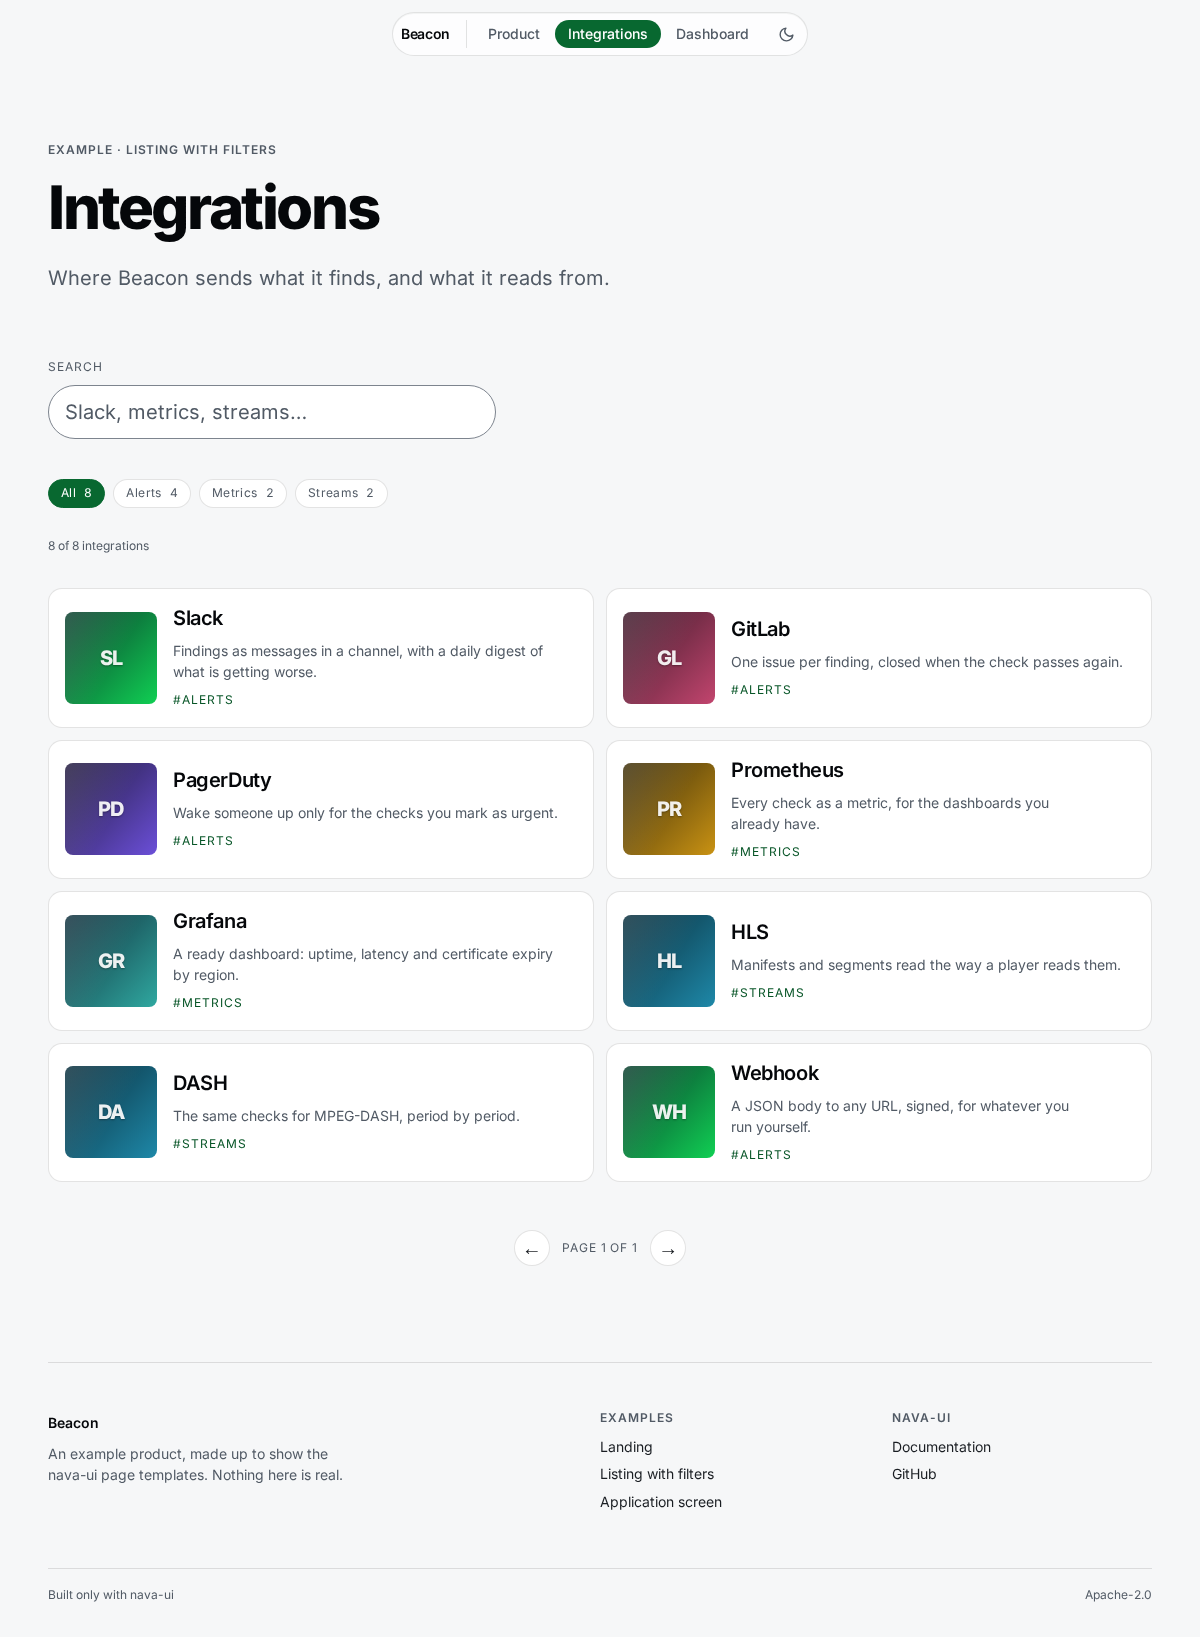 Beacon
Product
Integrations
Dashboard
EXAMPLE · LISTING WITH FILTERS
Integrations
Where Beacon sends what it finds, and what it reads from.
SEARCH
Slack, metrics, streams...
All 8
Alerts 4
Metrics 2
Streams 2
8 of 8 integrations
SL
Slack
Findings as messages in a channel, with a daily digest of
what is getting worse.
#ALERTS
GL
GitLab
One issue per finding, closed when the check passes again.
#ALERTS
PD
PagerDuty
Wake someone up only for the checks you mark as urgent.
#ALERTS
PR
Prometheus
Every check as a metric, for the dashboards you
already have.
#METRICS
GR
Grafana
A ready dashboard: uptime, latency and certificate expiry
by region.
#METRICS
HL
HLS
Manifests and segments read the way a player reads them.
#STREAMS
DA
DASH
The same checks for MPEG-DASH, period by period.
#STREAMS
WH
Webhook
A JSON body to any URL, signed, for whatever you
run yourself.
#ALERTS
← PAGE 1 OF 1 →
Beacon
An example product, made up to show the
nava-ui page templates. Nothing here is real.
EXAMPLES
Landing
Listing with filters
Application screen
NAVA-UI
Documentation
GitHub
Built only with nava-ui
Apache-2.0